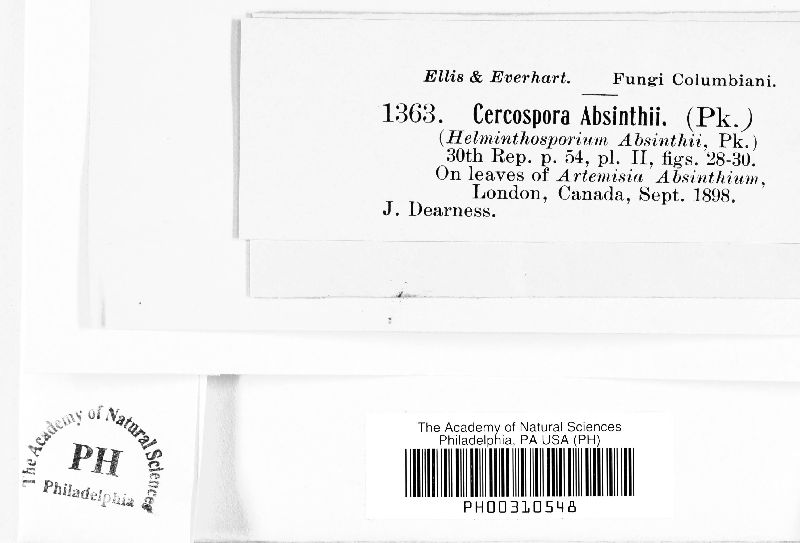 Ellis & Everhart. Fungi Columbiani.
1363. Cercospora Absinthii. (Pk.)
(Helminthosporium Absinthii, Pk.)
30th Rep. p. 54, pl. II, figs. 28-30.
On leaves of Artemisia Absinthium,
London, Canada, Sept. 1898.
J. Dearness.
The Academy of Natural Sciences
PH
Philadelphia
The Academy of Natural Sciences
Philadelphia, PA USA (PH)
PH00310548